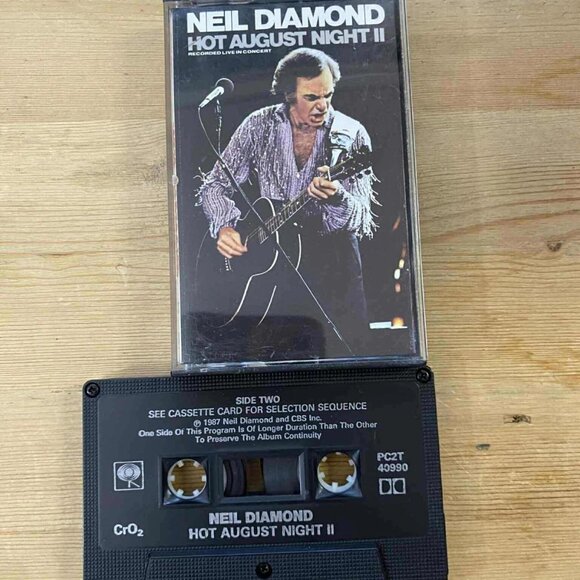 NEIL DIAMOND
HOT AUGUST NIGHT II
RECORDED LIVE IN CONCERT
SIDE TWO
SEE CASSETTE CARD FOR SELECTION SEQUENCE
℗ 1987 Neil Diamond and CBS Inc.
One Side Of This Program Is Of Longer Duration Than The Other
To Preserve The Album Continuity
PC2T
40990
CrO₂
NEIL DIAMOND
HOT AUGUST NIGHT II